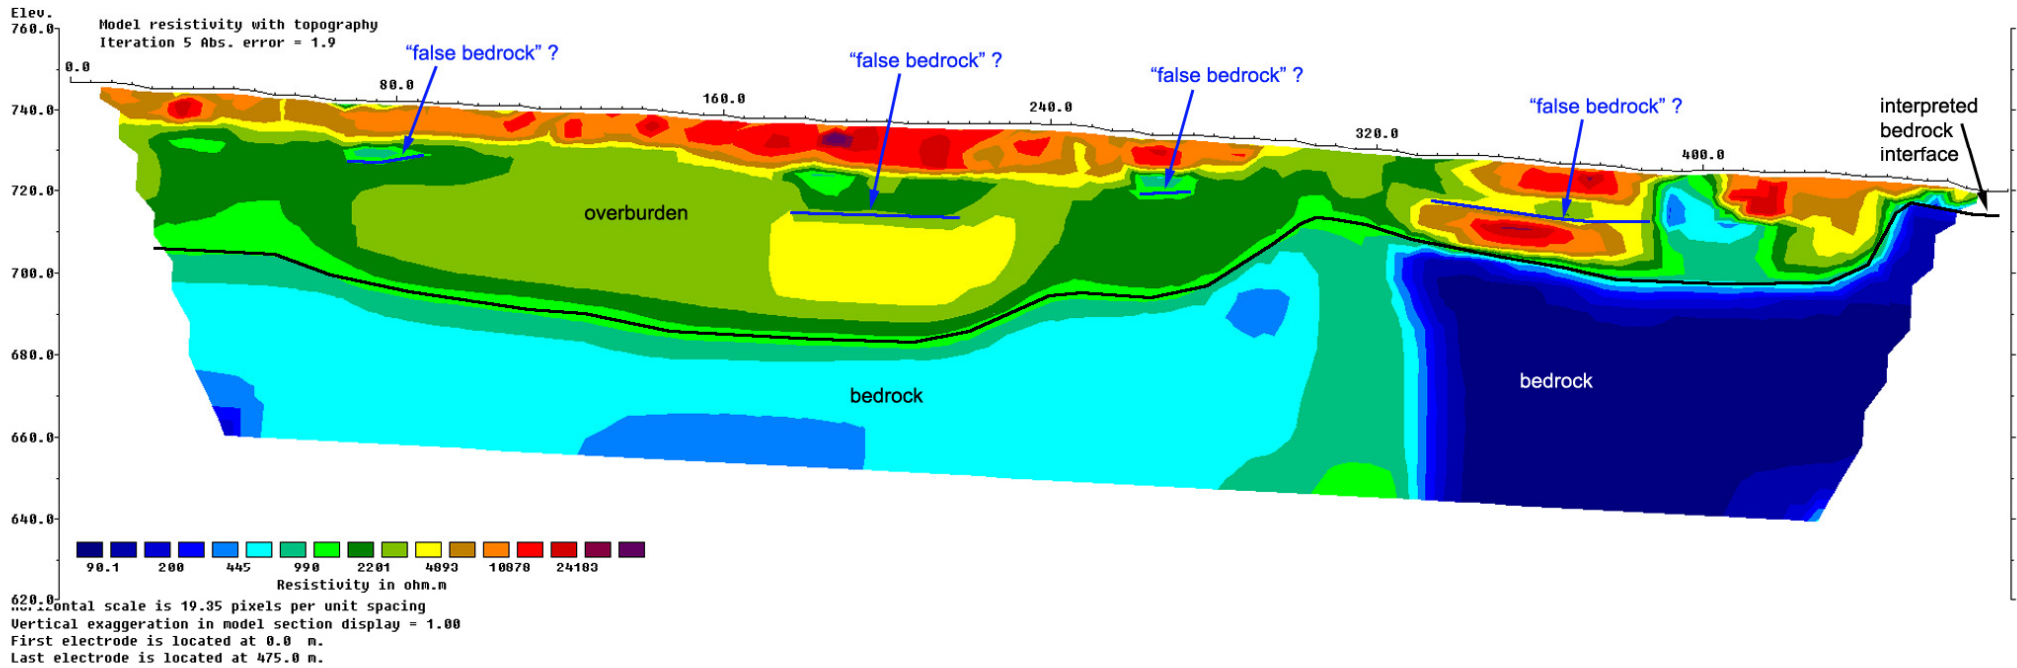 Elev.
760.0
Model resistivity with topography
Iteration 5 Abs. error = 1.9
"false bedrock" ?
"false bedrock" ?
"false bedrock" ?
"false bedrock" ?
interpreted
bedrock
interface
0.0
80.0
160.0
240.0
320.0
400.0
740.0
720.0
overburden
700.0
680.0
bedrock
bedrock
660.0
640.0
90.1 200 445 990 2201 4893 10878 24183
Resistivity in ohm.m
620.0
Horizontal scale is 19.35 pixels per unit spacing
Vertical exaggeration in model section display = 1.00
First electrode is located at 0.0 m.
Last electrode is located at 475.0 m.